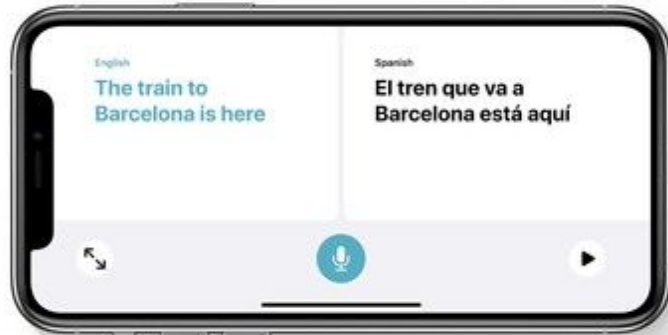 English
The train to
Barcelona is here
Spanish
El tren que va a
Barcelona está aquí